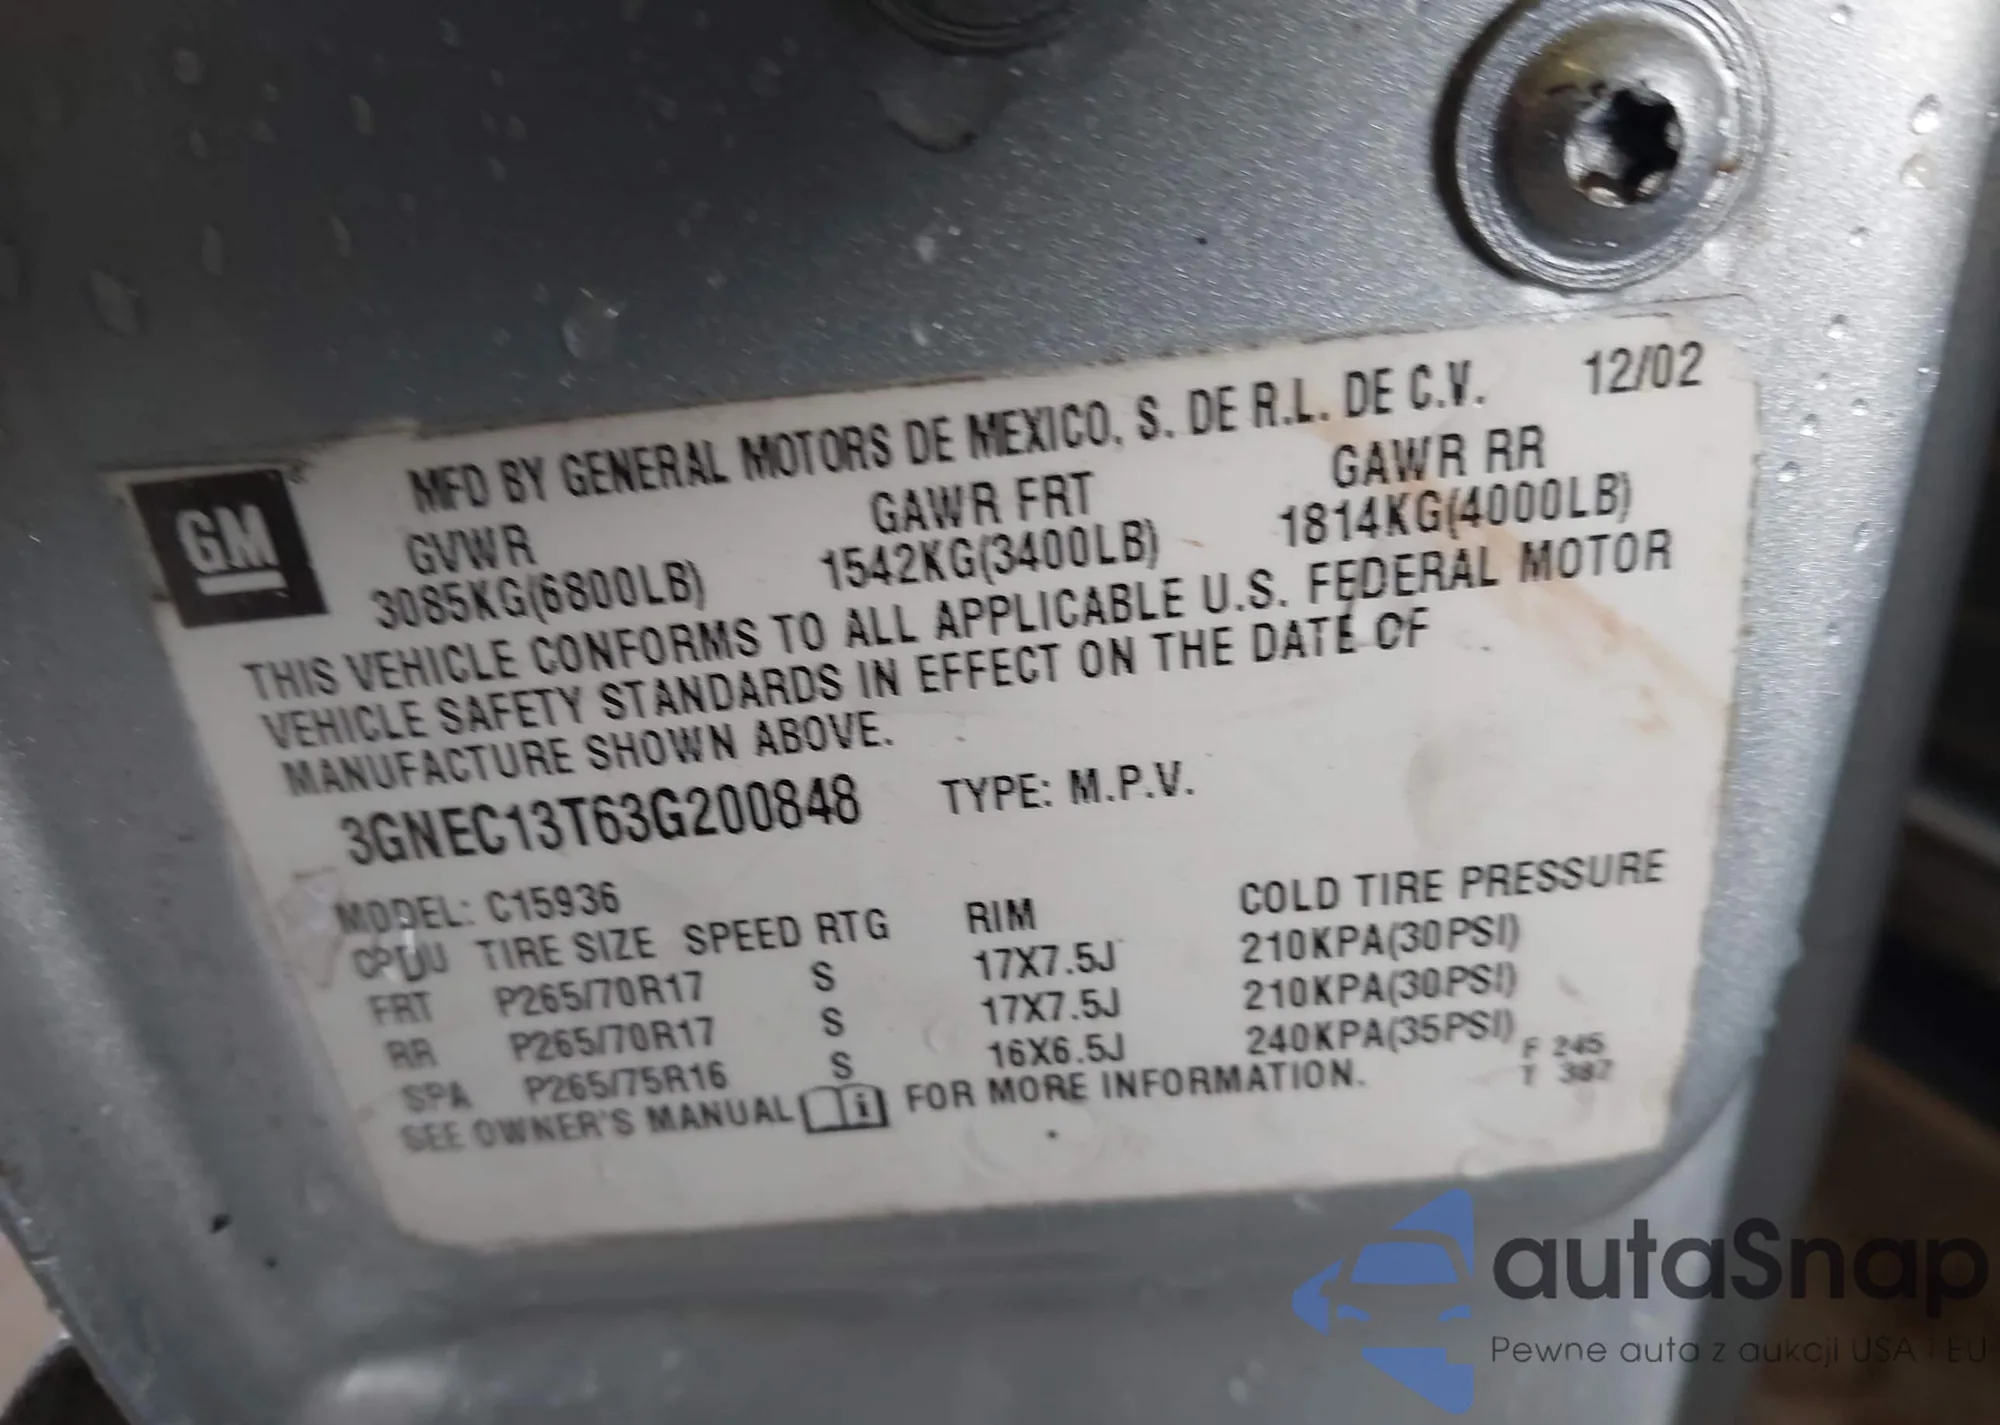 MFD BY GENERAL MOTORS DE MEXICO, S. DE R.L. DE C.V. 12/02
GM
GVWR GAWR FRT GAWR RR
3085KG(6800LB) 1542KG(3400LB) 1814KG(4000LB)
THIS VEHICLE CONFORMS TO ALL APPLICABLE U.S. FEDERAL MOTOR
VEHICLE SAFETY STANDARDS IN EFFECT ON THE DATE OF
MANUFACTURE SHOWN ABOVE.
3GNEC13T63G200848 TYPE: M.P.V.
MODEL: C15936
TIRE SIZE SPEED RTG RIM COLD TIRE PRESSURE
FRT P265/70R17 S 17X7.5J 210KPA(30PSI)
RR P265/70R17 S 17X7.5J 210KPA(30PSI)
SPA P265/75R16 S 16X6.5J 240KPA(35PSI)
SEE OWNER'S MANUAL FOR MORE INFORMATION.
F 245
T 387
autaSnap
Pewne auta z aukcji USA i EU